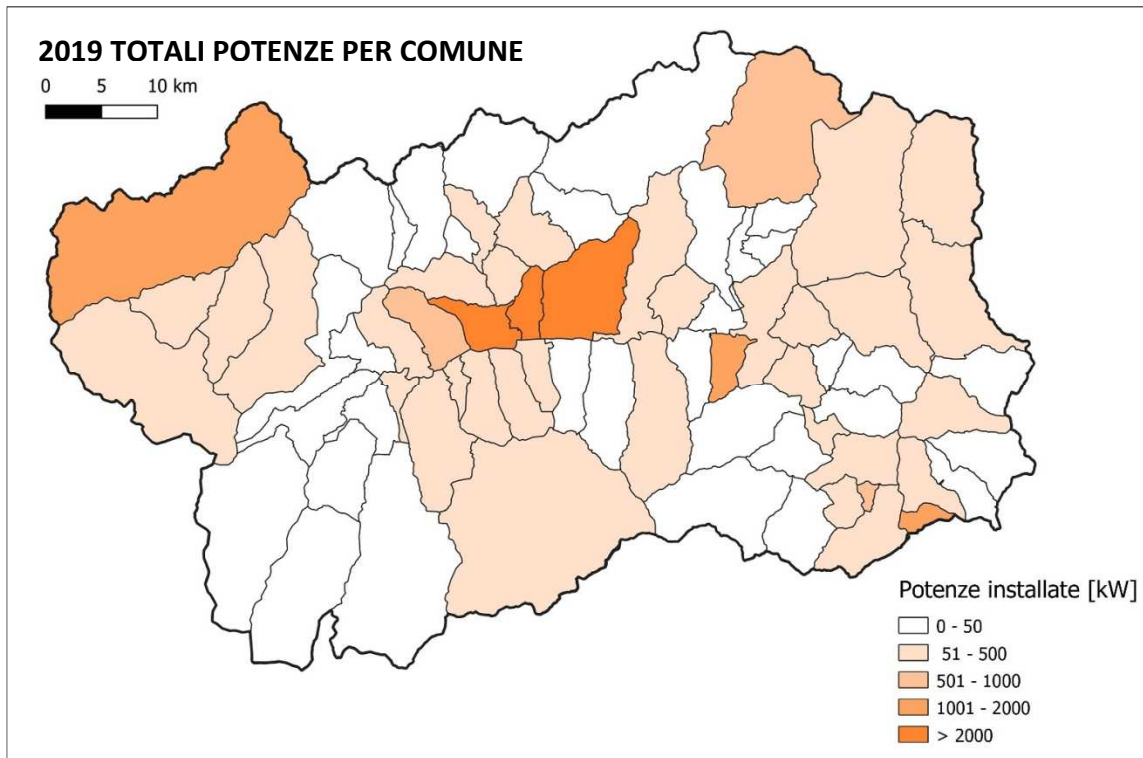 2019 TOTALI POTENZE PER COMUNE
0 5 10 km
Potenze installate [kW]
0 - 50
51 - 500
501 - 1000
1001 - 2000
> 2000